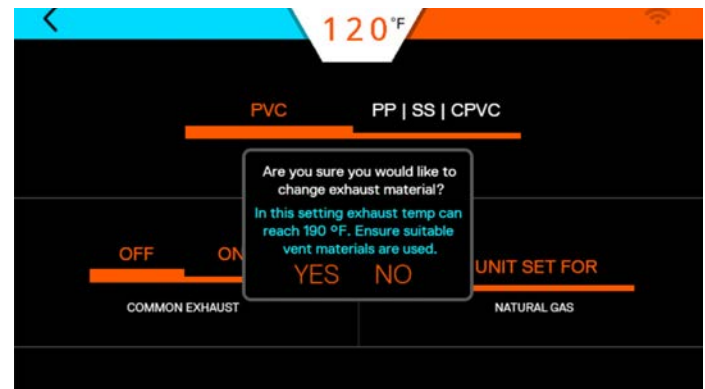 120°F
PVC PP | SS | CPVC
Are you sure you would like to
change exhaust material?
In this setting exhaust temp can
reach 190 ºF. Ensure suitable
vent materials are used.
YES NO
OFF ON
COMMON EXHAUST
UNIT SET FOR
NATURAL GAS